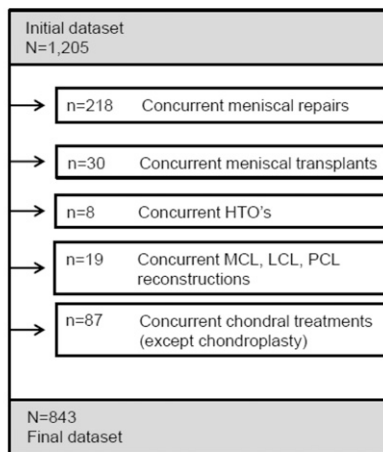 Initial dataset
N=1,205
n=218 Concurrent meniscal repairs
n=30 Concurrent meniscal transplants
n=8 Concurrent HTO's
n=19 Concurrent MCL, LCL, PCL
reconstructions
n=87 Concurrent chondral treatments
(except chondroplasty)
N=843
Final dataset